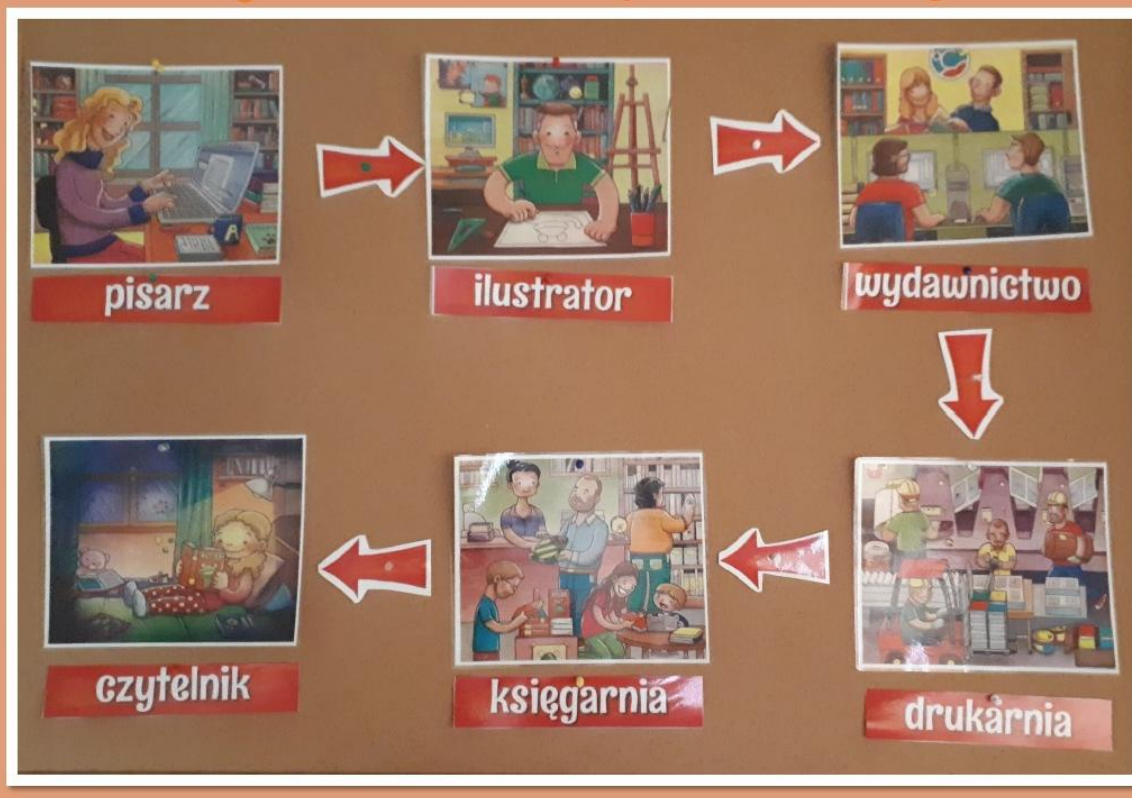 pisarz
ilustrator
wydawnictwo
drukarnia
księgarnia
czytelnik